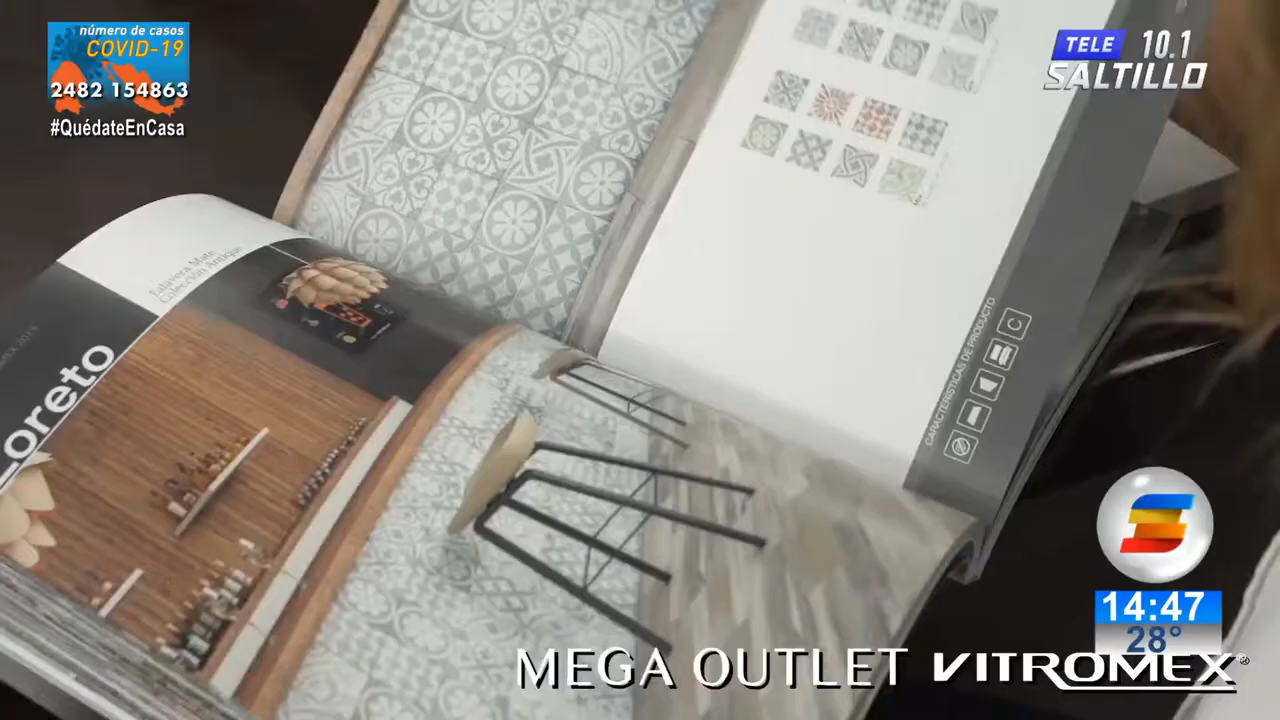 número de casos
COVID-19
2482 154863
#QuédateEnCasa
TELE 10.1
SALTILLO
Talavera Mate
Colección Antique
Loreto
CARACTERÍSTICAS DE PRODUCTO
C
14:47
28°
MEGA OUTLET VITROMEX®